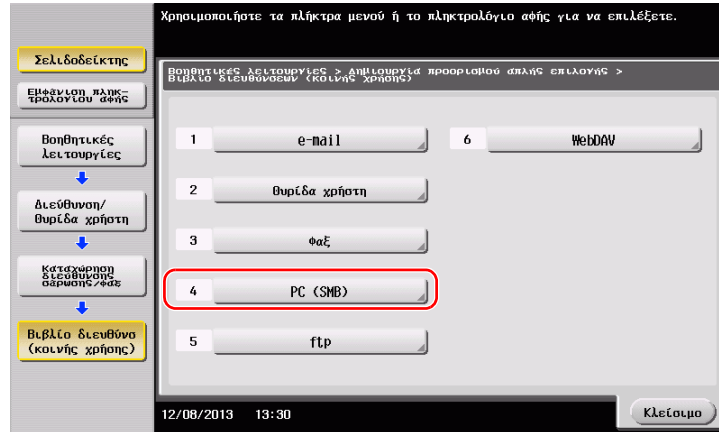 Χρησιμοποιήστε τα πλήκτρα μενού ή το πληκτρολόγιο αφής για να επιλέξετε.
Σελιδοδείκτης
Εμφάνιση πληκ-
τρολογίου αφής
Βοηθητικές
λειτουργίες
Διεύθυνση/
θυρίδα χρήστη
Καταχώρηση
διεύθυνσης
σάρωσης/φαξ
Βιβλίο διευθύνσ
(κοινής χρήσης)
Βοηθητικές λειτουργίες > Δημιουργία προορισμού απλής επιλογής >
Βιβλίο διευθύνσεων (κοινής χρήσης)
1 e-mail
6 WebDAV
2 θυρίδα χρήστη
3 Φαξ
4 PC (SMB)
5 ftp
12/08/2013 13:30
Κλείσιμο